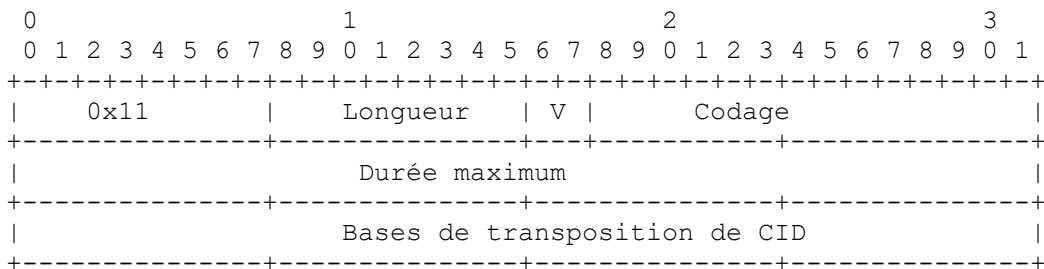 0                   1                   2                   3
0 1 2 3 4 5 6 7 8 9 0 1 2 3 4 5 6 7 8 9 0 1 2 3 4 5 6 7 8 9 0 1
+-+-+-+-+-+-+-+-+-+-+-+-+-+-+-+-+-+-+-+-+-+-+-+-+-+-+-+-+-+-+-+-+
|    0x11       |    Longueur   | V |      Codage               |
+---------------+---------------+---+-----------+---------------+
|                     Durée maximum                             |
+---------------+---------------+---------------+---------------+
|                    Bases de transposition de CID              |
+---------------+---------------+---------------+---------------+